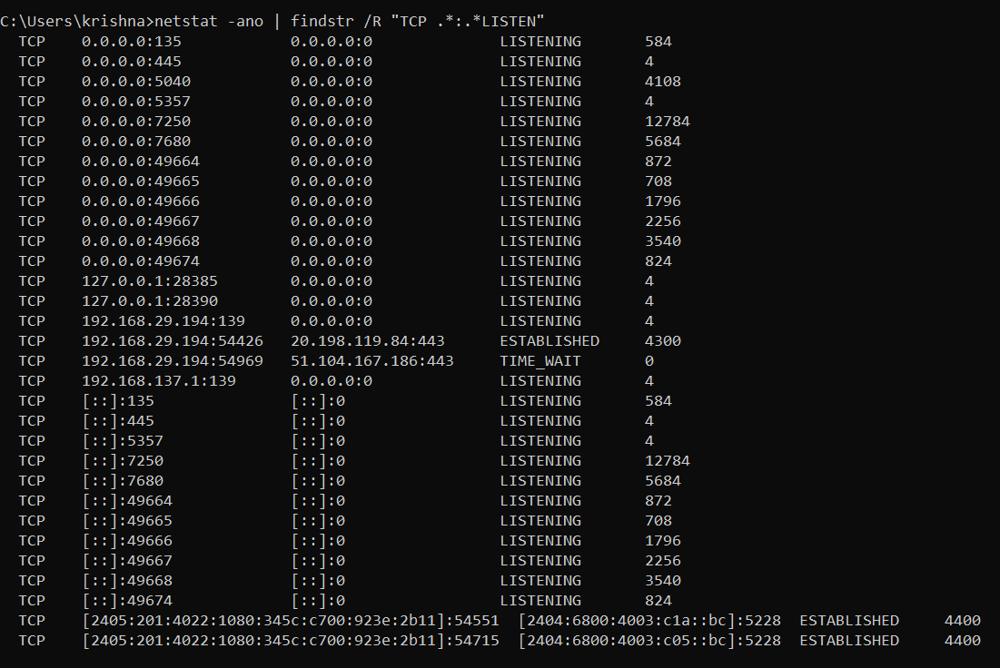 C:\Users\krishna>netstat -ano | findstr /R "TCP .*:.*LISTEN"
TCP 0.0.0.0:135 0.0.0.0:0 LISTENING 584
TCP 0.0.0.0:445 0.0.0.0:0 LISTENING 4
TCP 0.0.0.0:5040 0.0.0.0:0 LISTENING 4108
TCP 0.0.0.0:5357 0.0.0.0:0 LISTENING 4
TCP 0.0.0.0:7250 0.0.0.0:0 LISTENING 12784
TCP 0.0.0.0:7680 0.0.0.0:0 LISTENING 5684
TCP 0.0.0.0:49664 0.0.0.0:0 LISTENING 872
TCP 0.0.0.0:49665 0.0.0.0:0 LISTENING 708
TCP 0.0.0.0:49666 0.0.0.0:0 LISTENING 1796
TCP 0.0.0.0:49667 0.0.0.0:0 LISTENING 2256
TCP 0.0.0.0:49668 0.0.0.0:0 LISTENING 3540
TCP 0.0.0.0:49674 0.0.0.0:0 LISTENING 824
TCP 127.0.0.1:28385 0.0.0.0:0 LISTENING 4
TCP 127.0.0.1:28390 0.0.0.0:0 LISTENING 4
TCP 192.168.29.194:139 0.0.0.0:0 LISTENING 4
TCP 192.168.29.194:54426 20.198.119.84:443 ESTABLISHED 4300
TCP 192.168.29.194:54969 51.104.167.186:443 TIME_WAIT 0
TCP 192.168.137.1:139 0.0.0.0:0 LISTENING 4
TCP [::]:135 [::]:0 LISTENING 584
TCP [::]:445 [::]:0 LISTENING 4
TCP [::]:5357 [::]:0 LISTENING 4
TCP [::]:7250 [::]:0 LISTENING 12784
TCP [::]:7680 [::]:0 LISTENING 5684
TCP [::]:49664 [::]:0 LISTENING 872
TCP [::]:49665 [::]:0 LISTENING 708
TCP [::]:49666 [::]:0 LISTENING 1796
TCP [::]:49667 [::]:0 LISTENING 2256
TCP [::]:49668 [::]:0 LISTENING 3540
TCP [::]:49674 [::]:0 LISTENING 824
TCP [2405:201:4022:1080:345c:c700:923e:2b11]:54551 [2404:6800:4003:c1a::bc]:5228 ESTABLISHED 4400
TCP [2405:201:4022:1080:345c:c700:923e:2b11]:54715 [2404:6800:4003:c05::bc]:5228 ESTABLISHED 4400